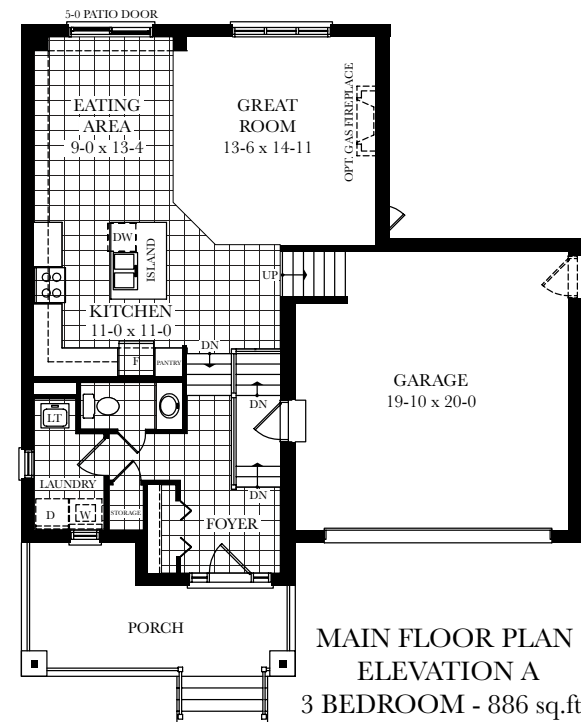 5-0 PATIO DOOR
EATING
AREA
9-0 x 13-4
GREAT
ROOM
13-6 x 14-11
OPT. GAS FIREPLACE
DW
ISLAND
UP
KITCHEN
11-0 x 11-0
F
PANTRY
DN
DN
DN
GARAGE
19-10 x 20-0
LT
LAUNDRY
D
W
STORAGE
FOYER
PORCH
MAIN FLOOR PLAN
ELEVATION A
3 BEDROOM - 886 sq.ft